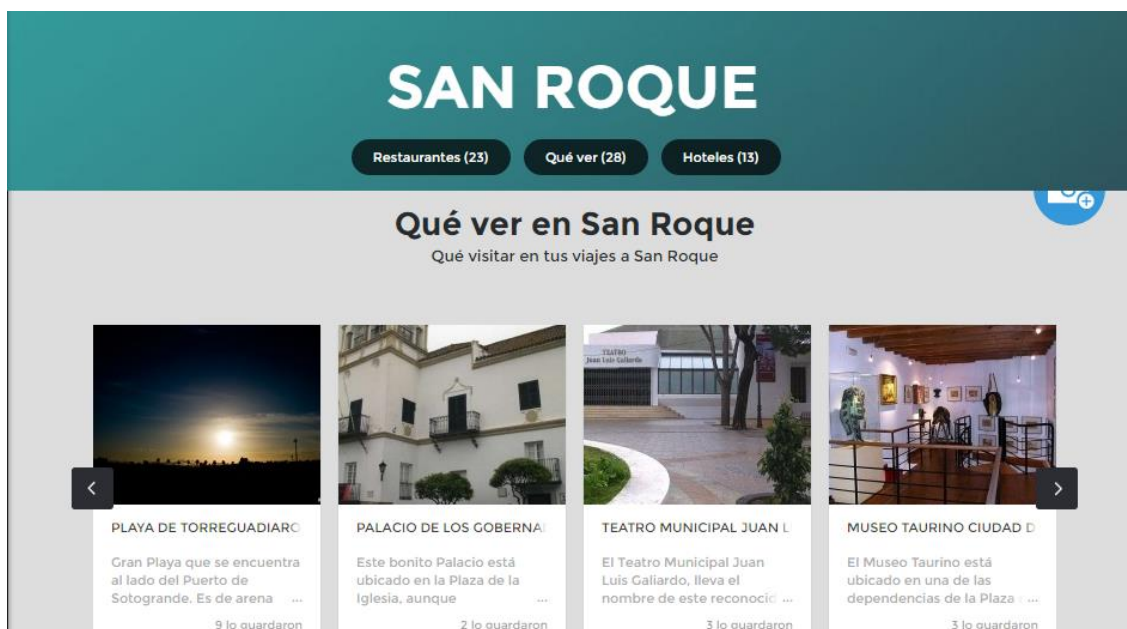 SAN ROQUE
Restaurantes (23)
Qué ver (28)
Hoteles (13)
Qué ver en San Roque
Qué visitar en tus viajes a San Roque
TEATRO
Juan Luis Galiardo
PLAYA DE TORREGUADIARO
Gran Playa que se encuentra
al lado del Puerto de
Sotogrande. Es de arena ...
9 lo guardaron
PALACIO DE LOS GOBERNA
Este bonito Palacio está
ubicado en la Plaza de la
Iglesia, aunque ...
2 lo guardaron
TEATRO MUNICIPAL JUAN L
El Teatro Municipal Juan
Luis Galiardo, lleva el
nombre de este reconocid ...
3 lo guardaron
MUSEO TAURINO CIUDAD D
El Museo Taurino está
ubicado en una de las
dependencias de la Plaza ...
3 lo guardaron